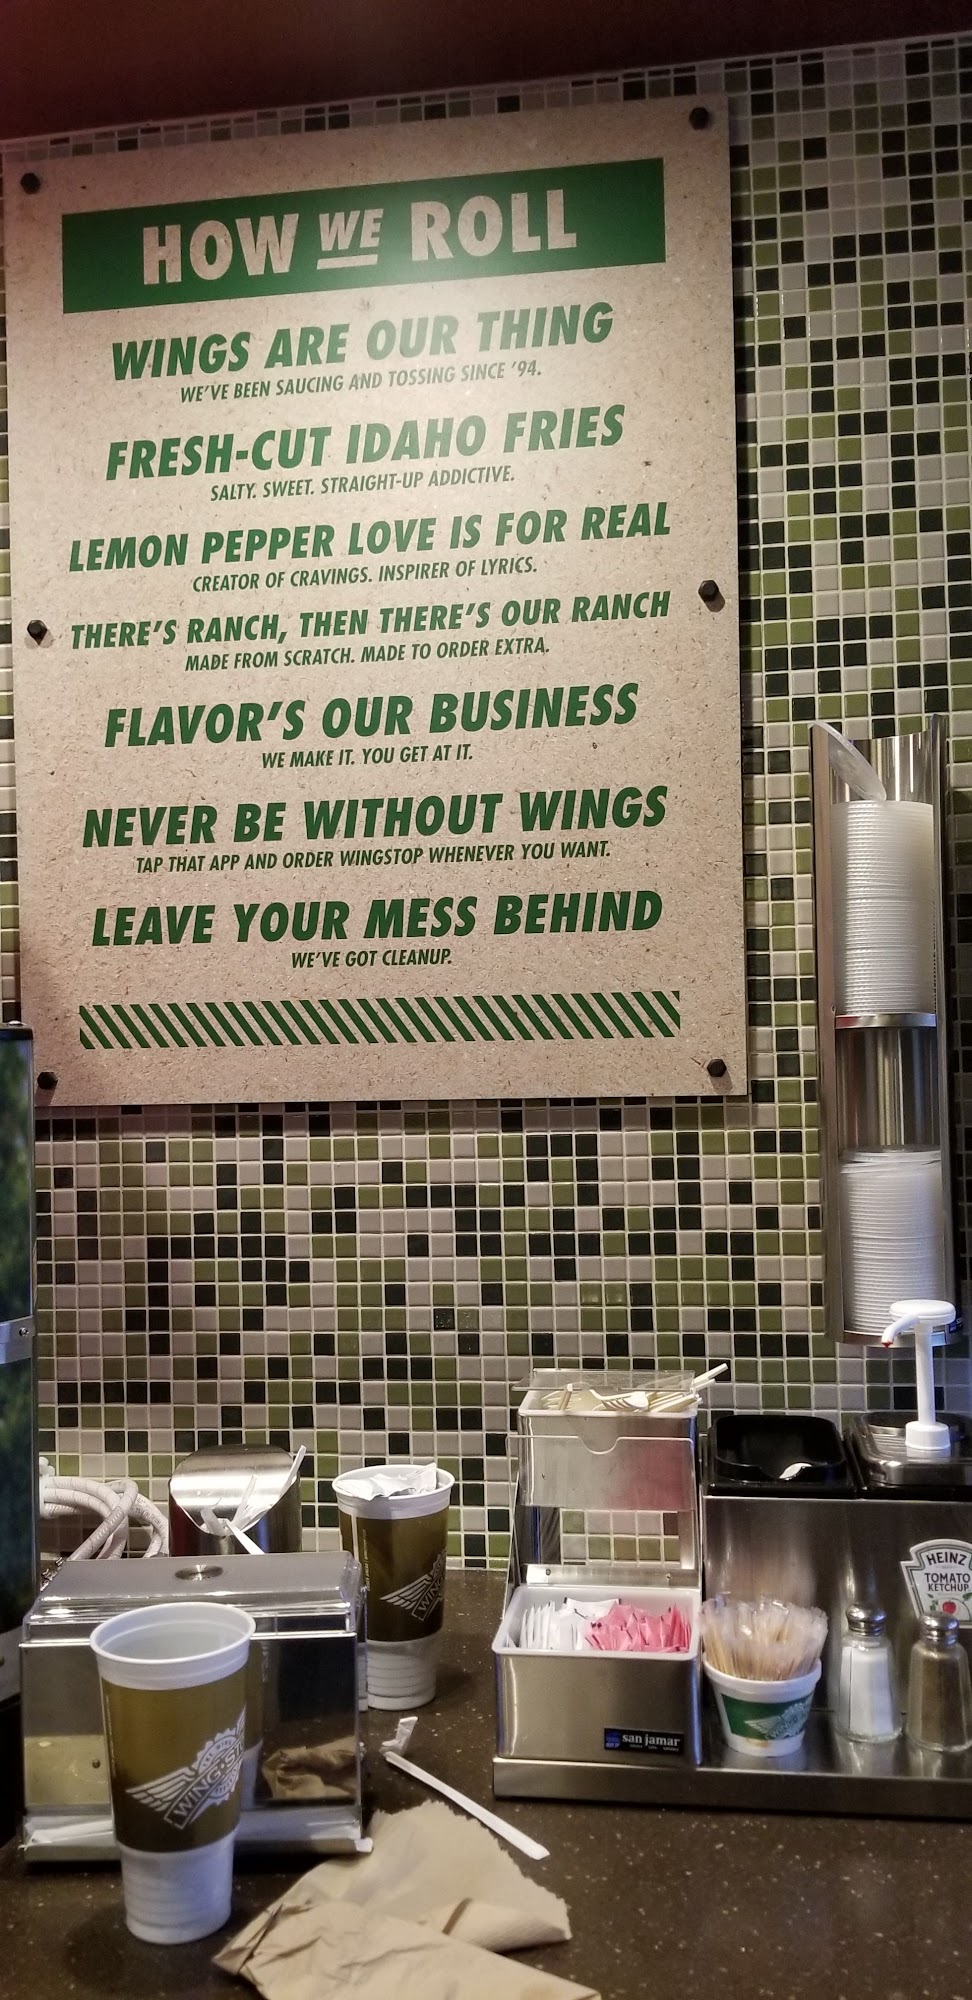 HOW WE ROLL
WINGS ARE OUR THING
WE'VE BEEN SAUCING AND TOSSING SINCE '94.
FRESH-CUT IDAHO FRIES
SALTY. SWEET. STRAIGHT-UP ADDICTIVE.
LEMON PEPPER LOVE IS FOR REAL
CREATOR OF CRAVINGS. INSPIRER OF LYRICS.
THERE'S RANCH, THEN THERE'S OUR RANCH
MADE FROM SCRATCH. MADE TO ORDER EXTRA.
FLAVOR'S OUR BUSINESS
WE MAKE IT. YOU GET AT IT.
NEVER BE WITHOUT WINGS
TAP THAT APP AND ORDER WINGSTOP WHENEVER YOU WANT.
LEAVE YOUR MESS BEHIND
WE'VE GOT CLEANUP.
HEINZ
TOMATO
KETCHUP
san jamar